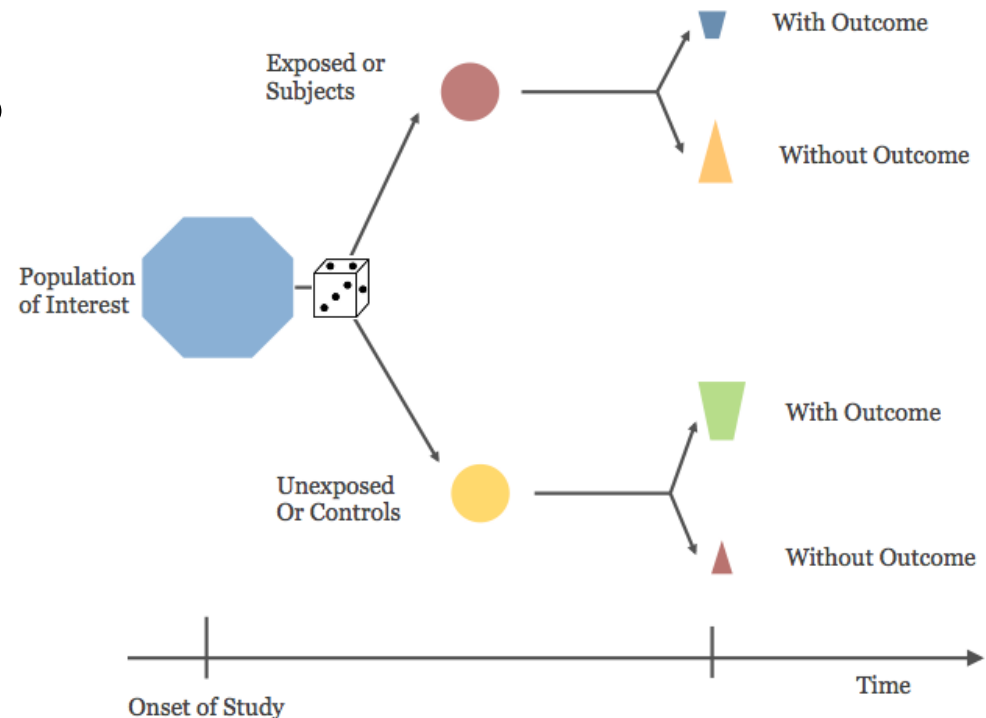 With Outcome
Exposed or
Subjects
Without Outcome
Population
of Interest
With Outcome
Unexposed
Or Controls
Without Outcome
Time
Onset of Study